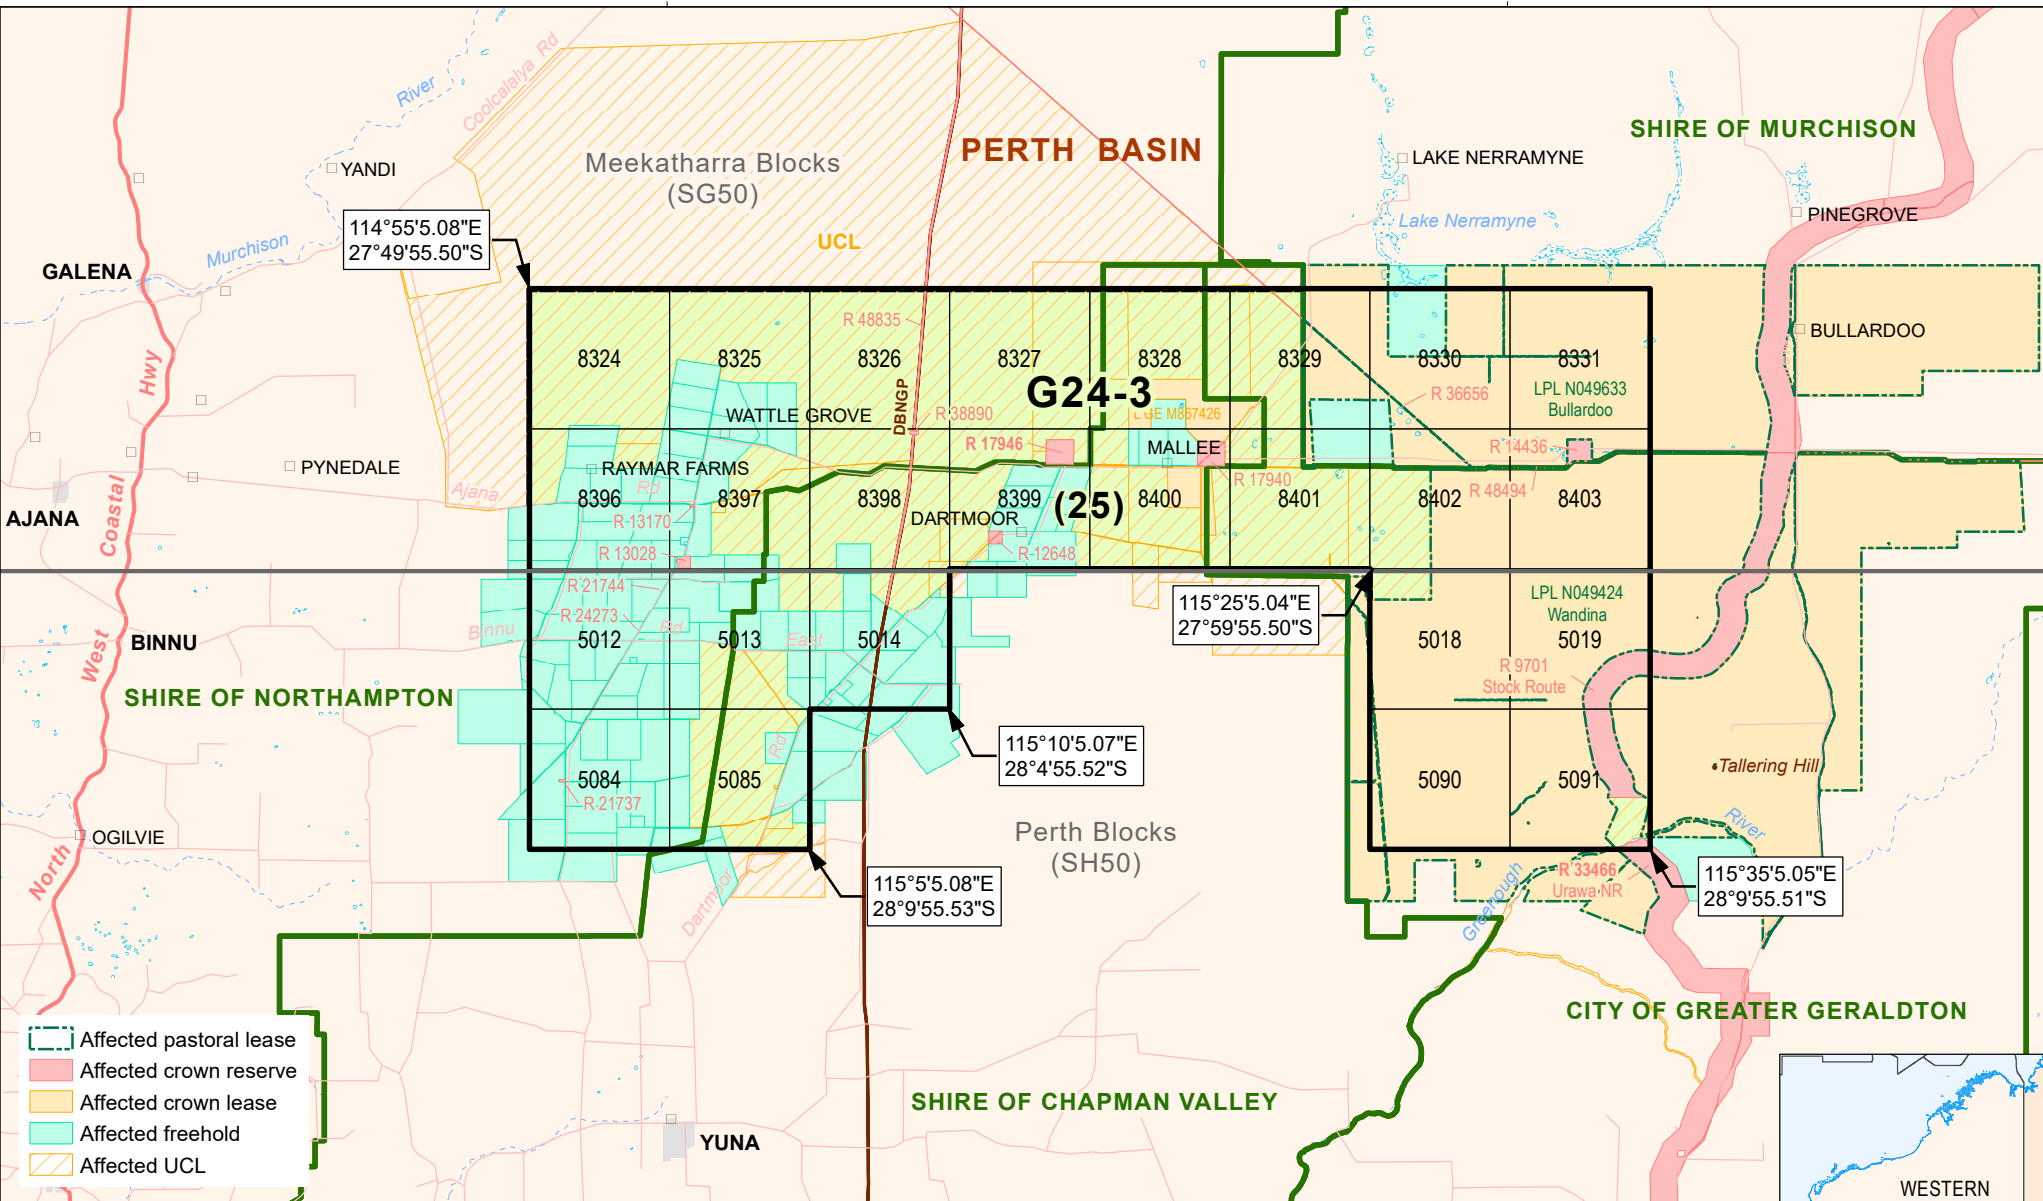 Coolcalalya Rd
River
Meekatharra Blocks
(SG50)
PERTH BASIN
SHIRE OF MURCHISON
LAKE NERRAMYNE
YANDI
Lake Nerramyne
PINEGROVE
114°55'5.08"E
27°49'55.50"S
UCL
Murchison
GALENA
BULLARDOO
R 48835
8324
8325
8326
8327
8328
8329
8330
8331
G24-3
LPL N049633
Bullardoo
R 36656
Hwy
DBNGP
WATTLE GROVE
R 38890
L GE M867426
R 17946
MALLEE
R 14436
PYNEDALE
RAYMAR FARMS
R 17940
R 48494
Ajana
Rd
8396
8397
8398
8399
(25)
8400
8401
8402
8403
AJANA
Coastal
R 13170
DARTMOOR
R 13028
R 12648
R 21744
R 24273
115°25'5.04"E
27°59'55.50"S
LPL N049424
Wandina
Binnu
Rd
East
BINNU
5012
5013
5014
5018
5019
West
R 9701
Stock Route
SHIRE OF NORTHAMPTON
115°10'5.07"E
28°4'55.52"S
Rd
5084
5085
5090
5091
Tallering Hill
R 21737
River
OGILVIE
Perth Blocks
(SH50)
North
115°5'5.08"E
28°9'55.53"S
R 33466
Urawa NR
115°35'5.05"E
28°9'55.51"S
Dartmoor
Greenough
CITY OF GREATER GERALDTON
Affected pastoral lease
Affected crown reserve
Affected crown lease
Affected freehold
Affected UCL
SHIRE OF CHAPMAN VALLEY
YUNA
WESTERN